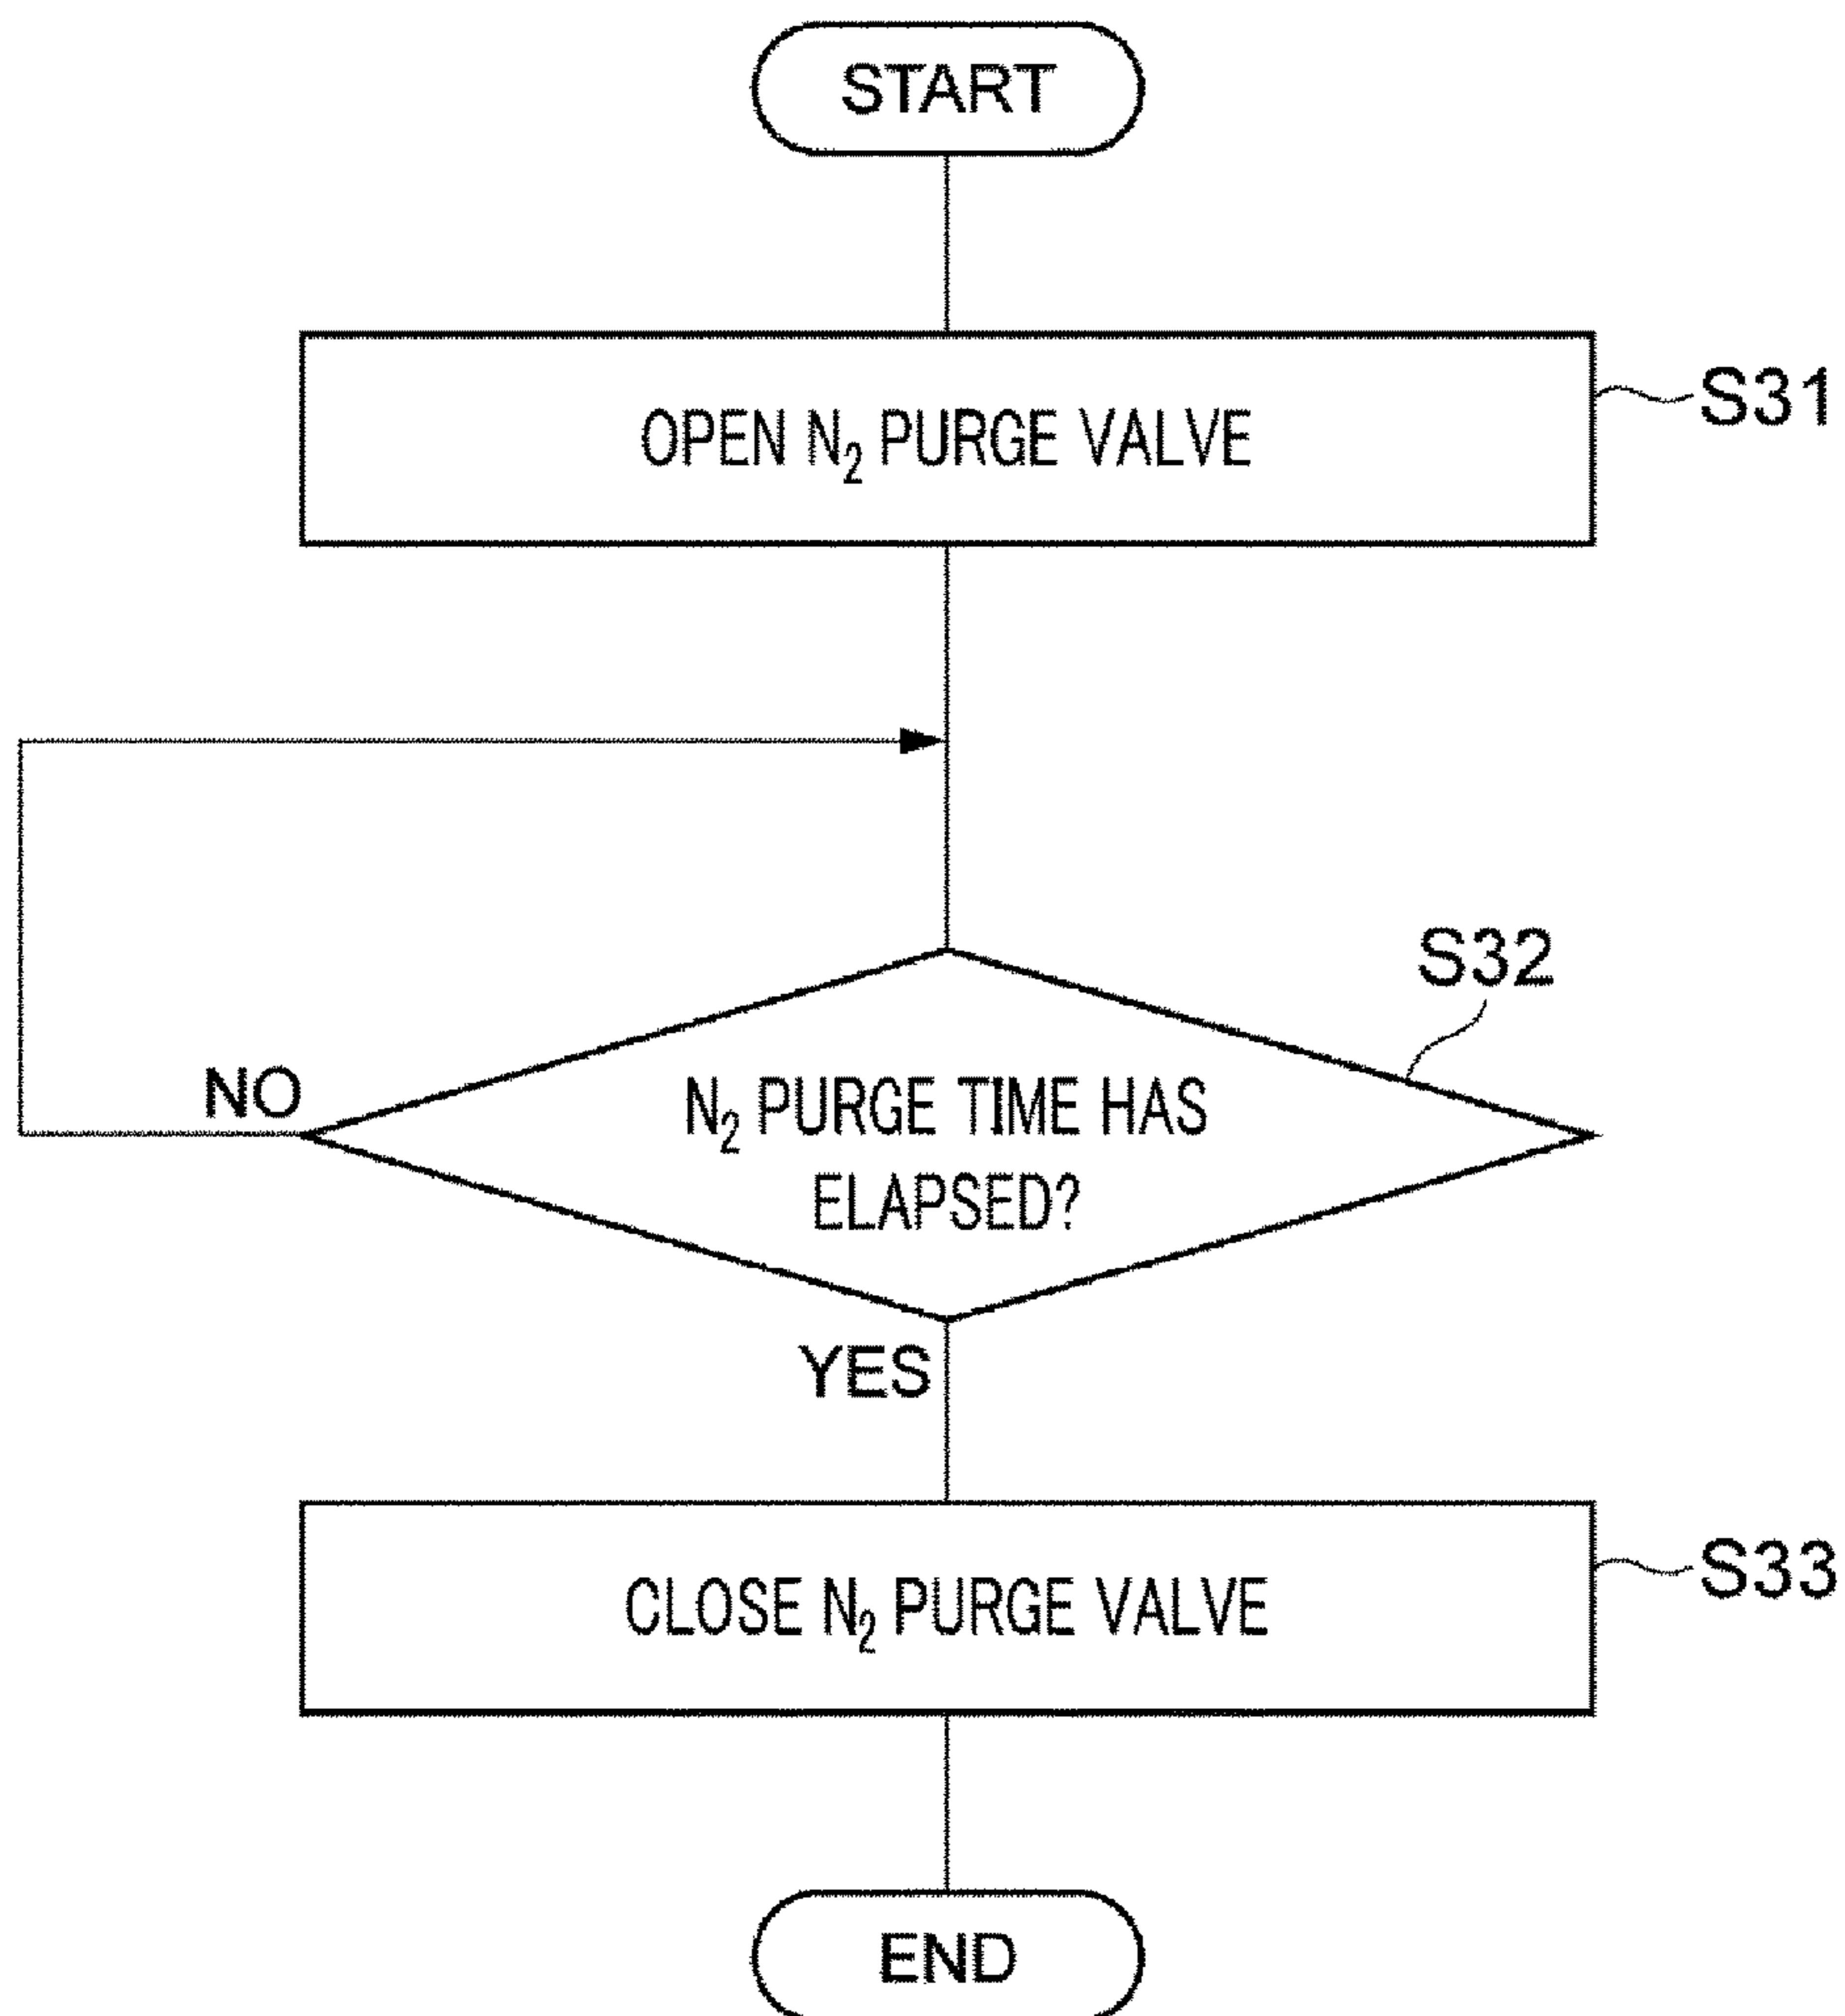 START
OPEN N₂ PURGE VALVE
S31
S32
NO
N₂ PURGE TIME HAS
ELAPSED?
YES
CLOSE N₂ PURGE VALVE
S33
END